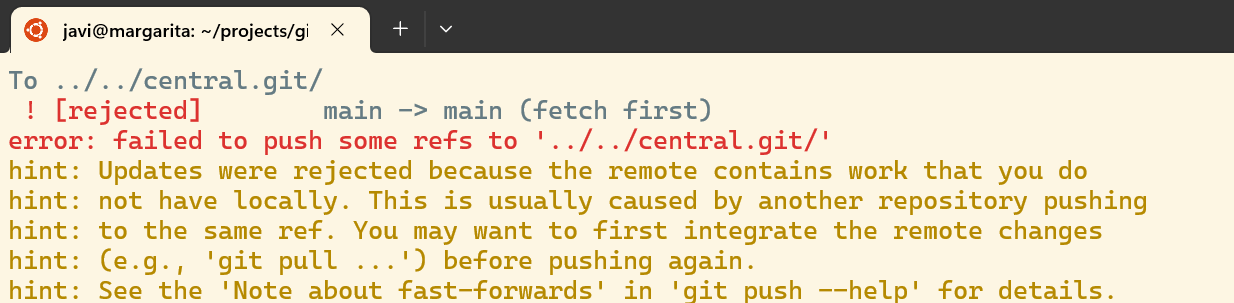 javi@margarita: ~/projects/gi
To ../../central.git/
 ! [rejected]        main -> main (fetch first)
error: failed to push some refs to '../../central.git/'
hint: Updates were rejected because the remote contains work that you do
hint: not have locally. This is usually caused by another repository pushing
hint: to the same ref. You may want to first integrate the remote changes
hint: (e.g., 'git pull ...') before pushing again.
hint: See the 'Note about fast-forwards' in 'git push --help' for details.